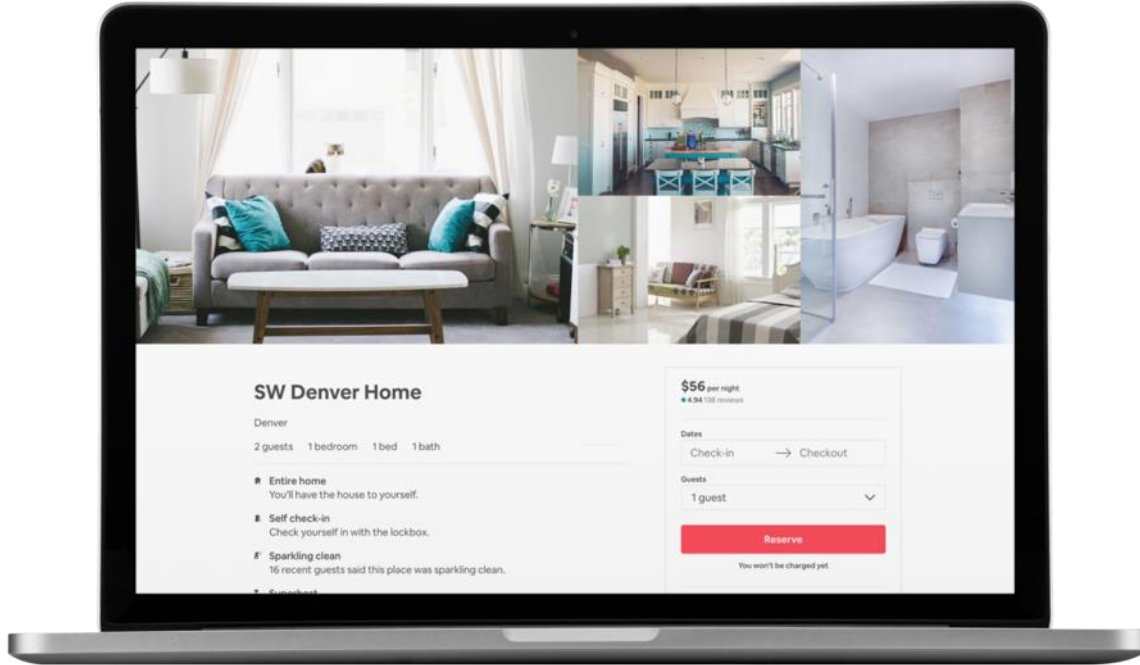 SW Denver Home
Denver
2 guests 1 bedroom 1 bed 1 bath
Entire home
You'll have the house to yourself.
Self check-in
Check yourself in with the lockbox.
Sparkling clean
16 recent guests said this place was sparkling clean.
Superhost
$56 per night
4.94 138 reviews
Dates
Check-in → Checkout
Guests
1 guest
Reserve
You won't be charged yet